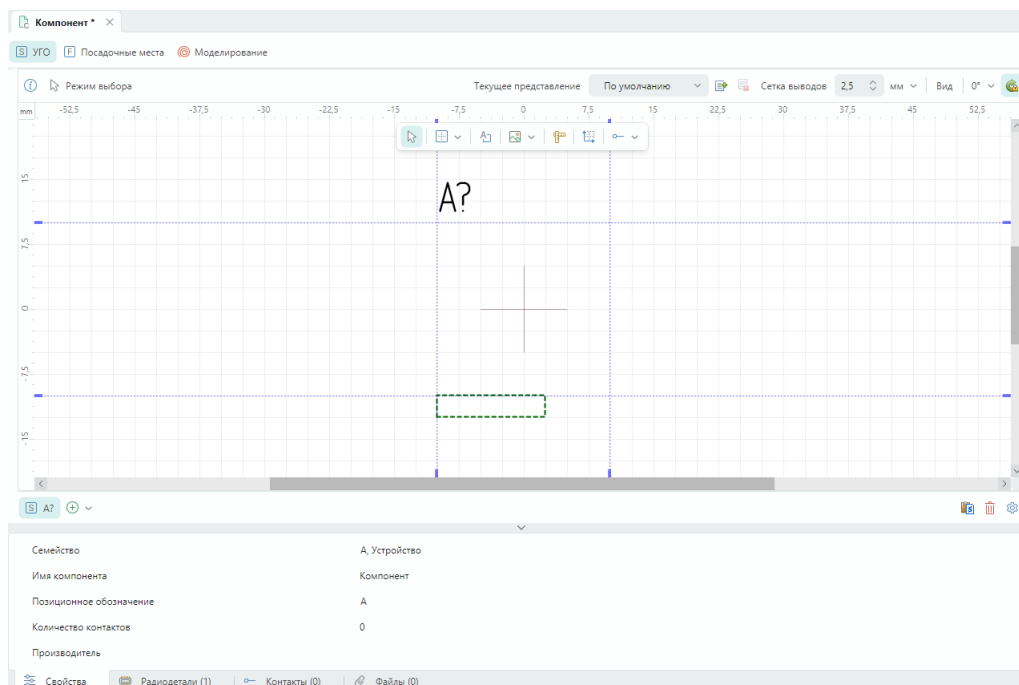 Компонент *
S УГО F Посадочные места Моделирование
i Режим выбора Текущее представление По умолчанию Сетка выводов 2,5 мм Вид 0°
mm -52,5 -45 -37,5 -30 -22,5 -15 -7,5 0 7,5 15 22,5 30 37,5 45 52,5
A?
15
7,5
0
-7,5
-15
S A?
Семейство А, Устройство
Имя компонента Компонент
Позиционное обозначение А
Количество контактов 0
Производитель
Свойства Радиодетали (1) Контакты (0) Файлы (0)